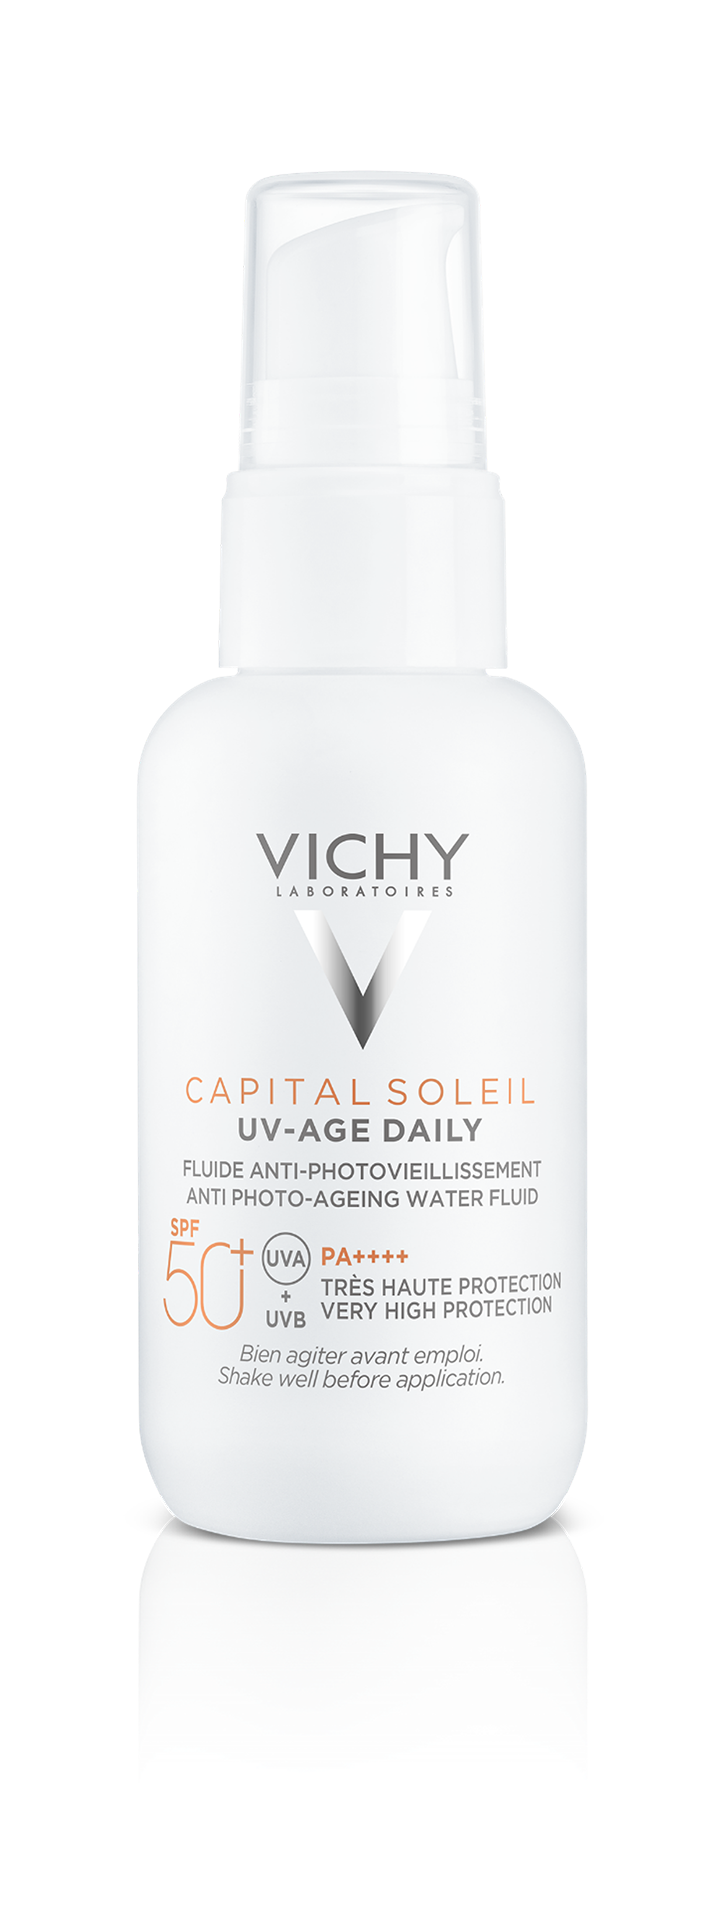 VICHY
LABORATOIRES
CAPITAL SOLEIL
UV-AGE DAILY
FLUIDE ANTI-PHOTOVIEILLISSEMENT
ANTI PHOTO-AGEING WATER FLUID
SPF
50+
UVA
+
UVB
PA++++
TRÈS HAUTE PROTECTION
VERY HIGH PROTECTION
Bien agiter avant emploi.
Shake well before application.